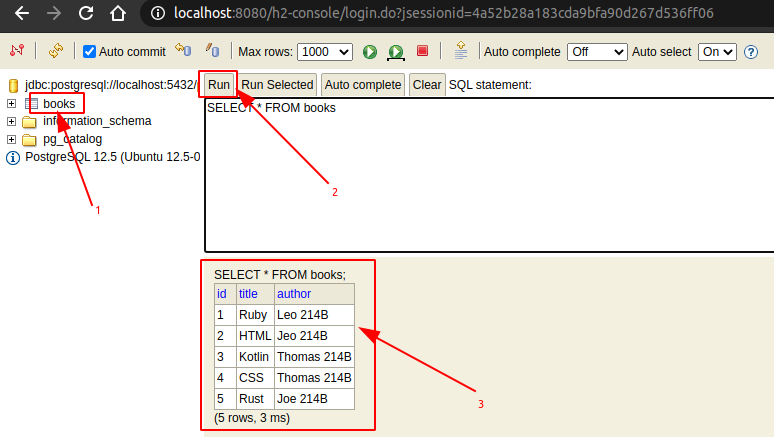 localhost:8080/h2-console/login.do?jsessionid=4a52b28a183cda9bfa90d267d536ff06
Auto commit Max rows: 1000 Auto complete Off Auto select On
jdbc:postgresql://localhost:5432/
books
information_schema
pg_catalog
PostgreSQL 12.5 (Ubuntu 12.5-0
1
Run Run Selected Auto complete Clear SQL statement:
SELECT * FROM books
2
SELECT * FROM books;
id title author
1 Ruby Leo 214B
2 HTML Jeo 214B
3 Kotlin Thomas 214B
4 CSS Thomas 214B
5 Rust Joe 214B
(5 rows, 3 ms)
3